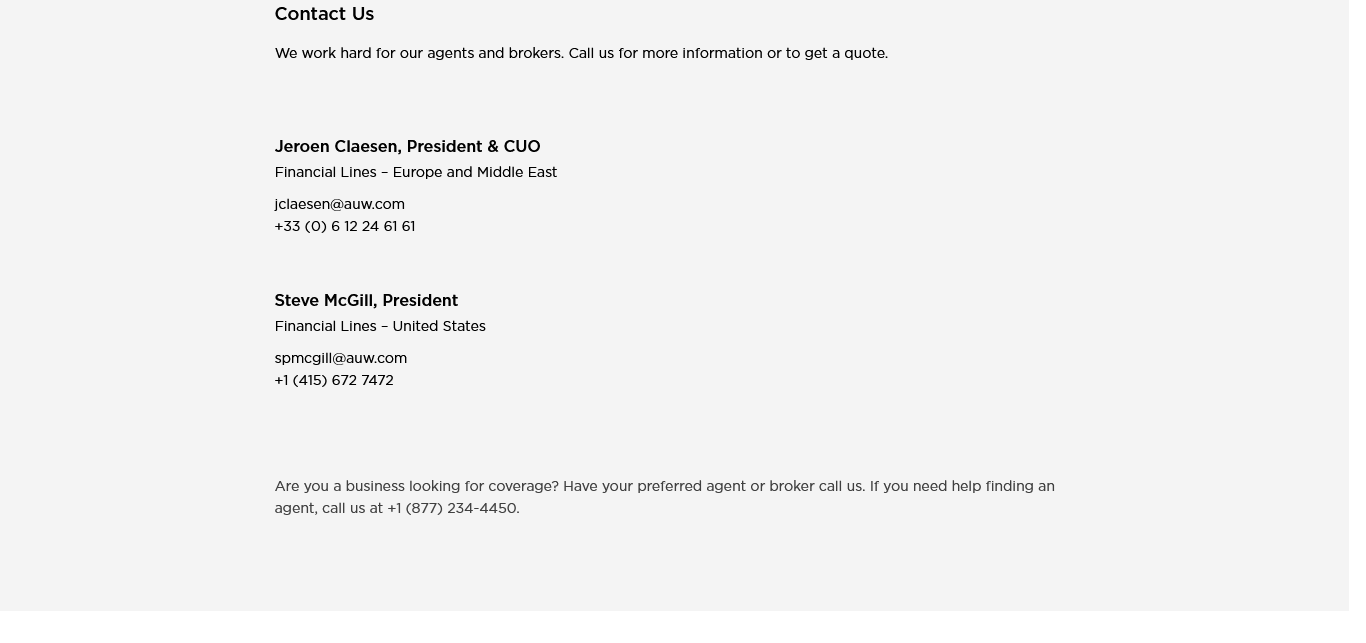 Contact Us
We work hard for our agents and brokers. Call us for more information or to get a quote.
Jeroen Claesen, President & CUO
Financial Lines – Europe and Middle East
jclaesen@auw.com
+33 (0) 6 12 24 61 61
Steve McGill, President
Financial Lines – United States
spmcgill@auw.com
+1 (415) 672 7472
Are you a business looking for coverage? Have your preferred agent or broker call us. If you need help finding an
agent, call us at +1 (877) 234-4450.